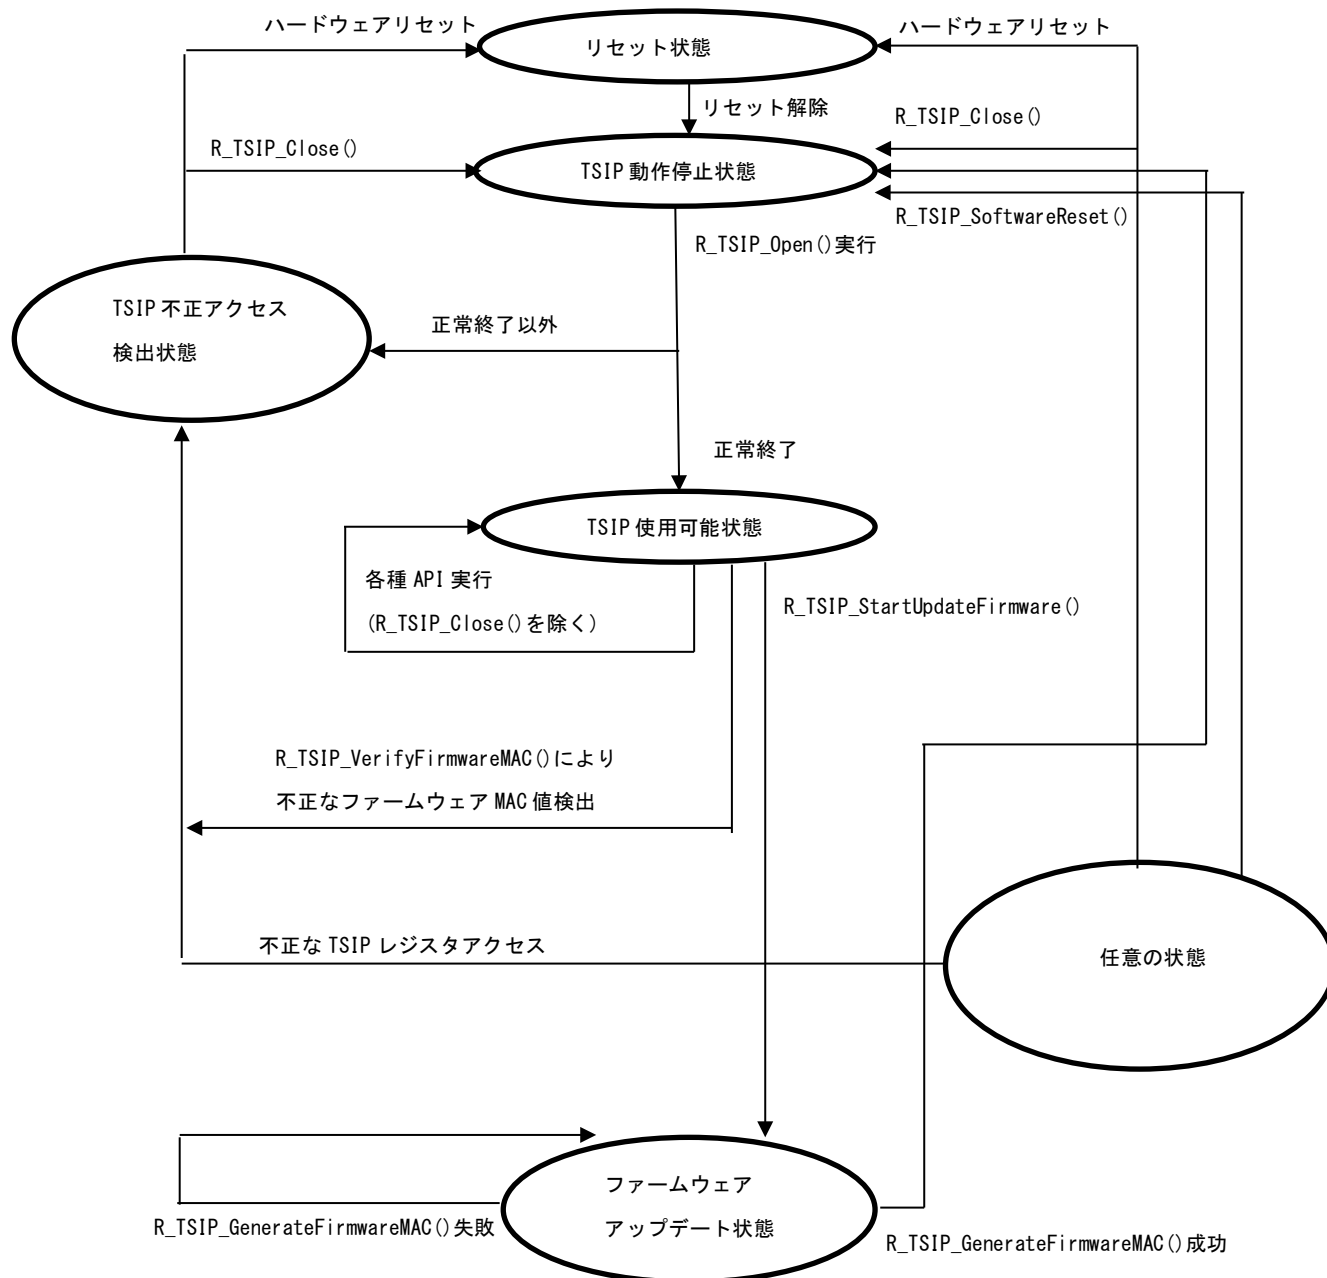 ハードウェアリセット
リセット状態
ハードウェアリセット
リセット解除
R_TSIP_Close()
R_TSIP_Close()
TSIP 動作停止状態
R_TSIP_SoftwareReset()
R_TSIP_Open()実行
TSIP 不正アクセス
検出状態
正常終了以外
正常終了
TSIP 使用可能状態
各種 API 実行
(R_TSIP_Close()を除く)
R_TSIP_StartUpdateFirmware()
R_TSIP_VerifyFirmwareMAC()により
不正なファームウェア MAC 値検出
不正な TSIP レジスタアクセス
任意の状態
ファームウェア
アップデート状態
R_TSIP_GenerateFirmwareMAC()失敗
R_TSIP_GenerateFirmwareMAC()成功